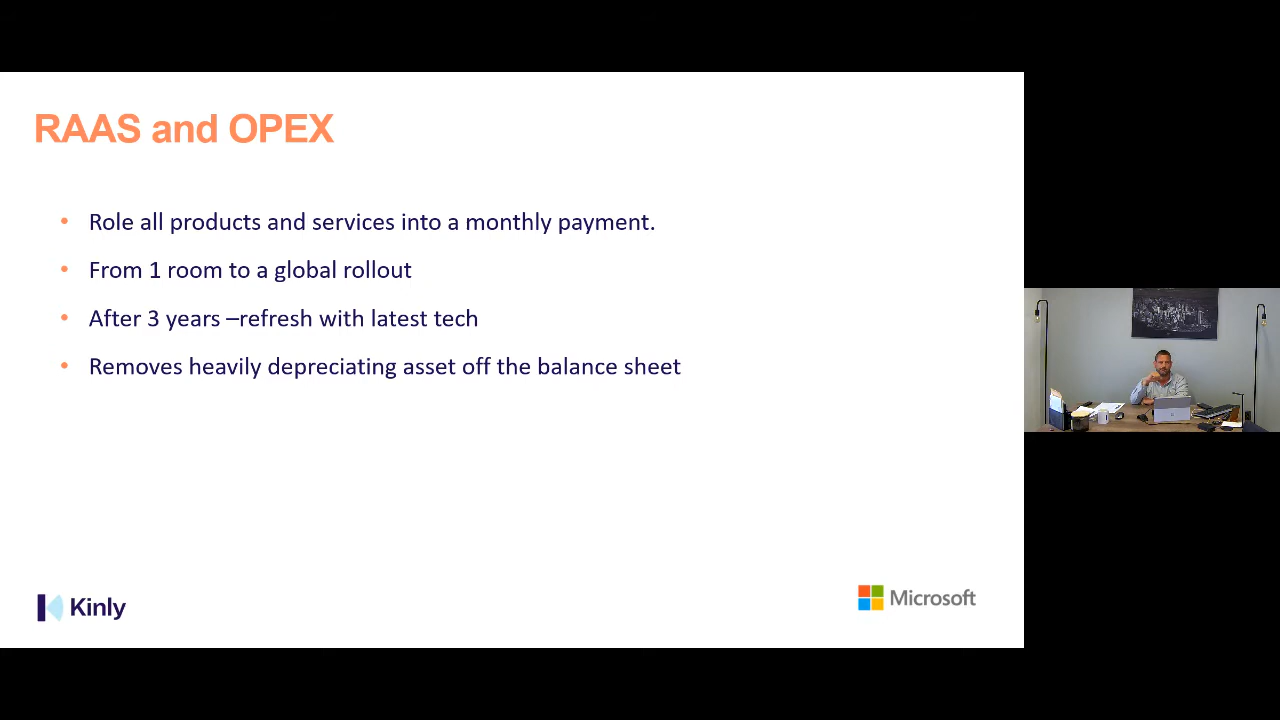 RAAS and OPEX
• Role all products and services into a monthly payment.
• From 1 room to a global rollout
• After 3 years –refresh with latest tech
• Removes heavily depreciating asset off the balance sheet
Kinly
Microsoft